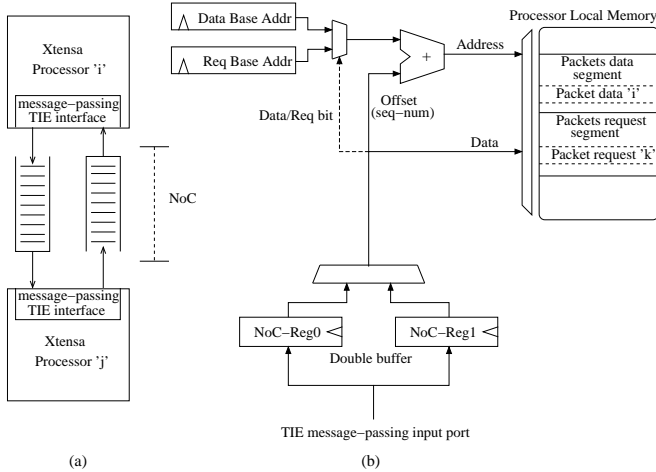 Xtensa
Processor 'i'
message−passing
TIE interface
NoC
message−passing
TIE interface
Xtensa
Processor 'j'
(a)
Data Base Addr
Req Base Addr
Data/Req bit
+
Offset
(seq−num)
Address
Data
Processor Local Memory
Packets data
segment
Packet data 'i'
Packets request
segment
Packet request 'k'
NoC−Reg0
NoC−Reg1
Double buffer
TIE message−passing input port
(b)